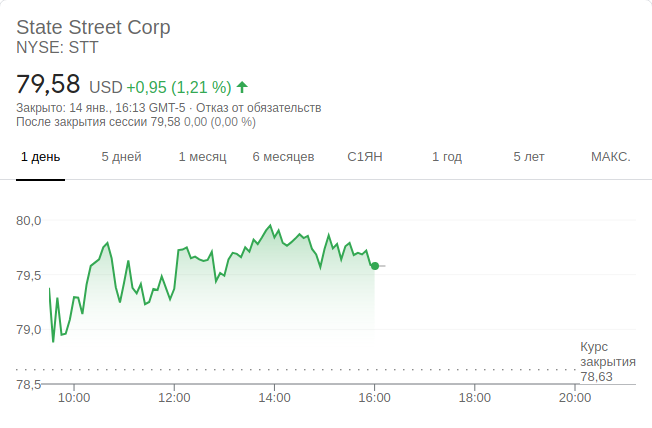 State Street Corp
NYSE: STT
79,58 USD +0,95 (1,21 %)
Закрыто: 14 янв., 16:13 GMT-5 · Отказ от обязательств
После закрытия сессии 79,58 0,00 (0,00 %)
1 день 5 дней 1 месяц 6 месяцев С1ЯН 1 год 5 лет МАКС.
80,0
79,5
79,0
Курс
закрытия
78,63
78,5
10:00 12:00 14:00 16:00 18:00 20:00